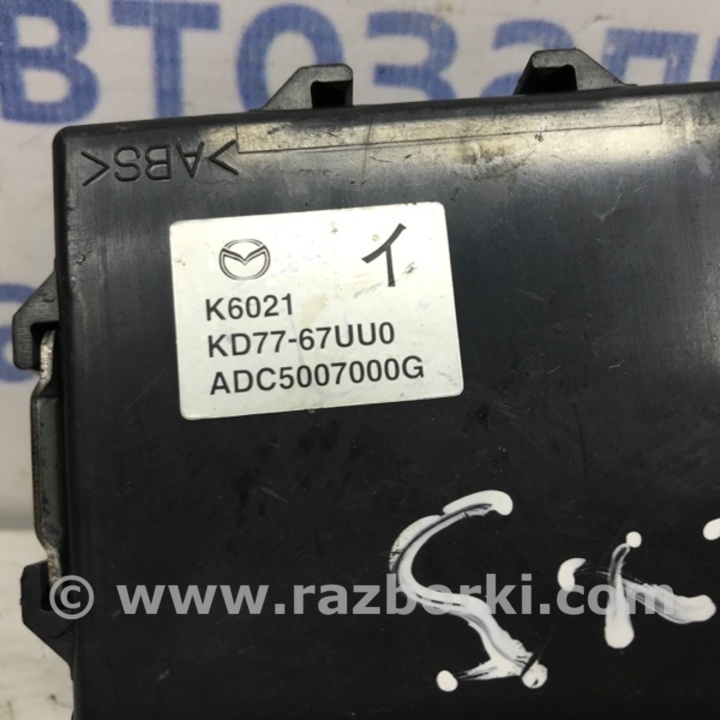 АВТОЗАП
>ABS<
イ
K6021
KD77-67UU0
ADC5007000G
© www.razborki.com